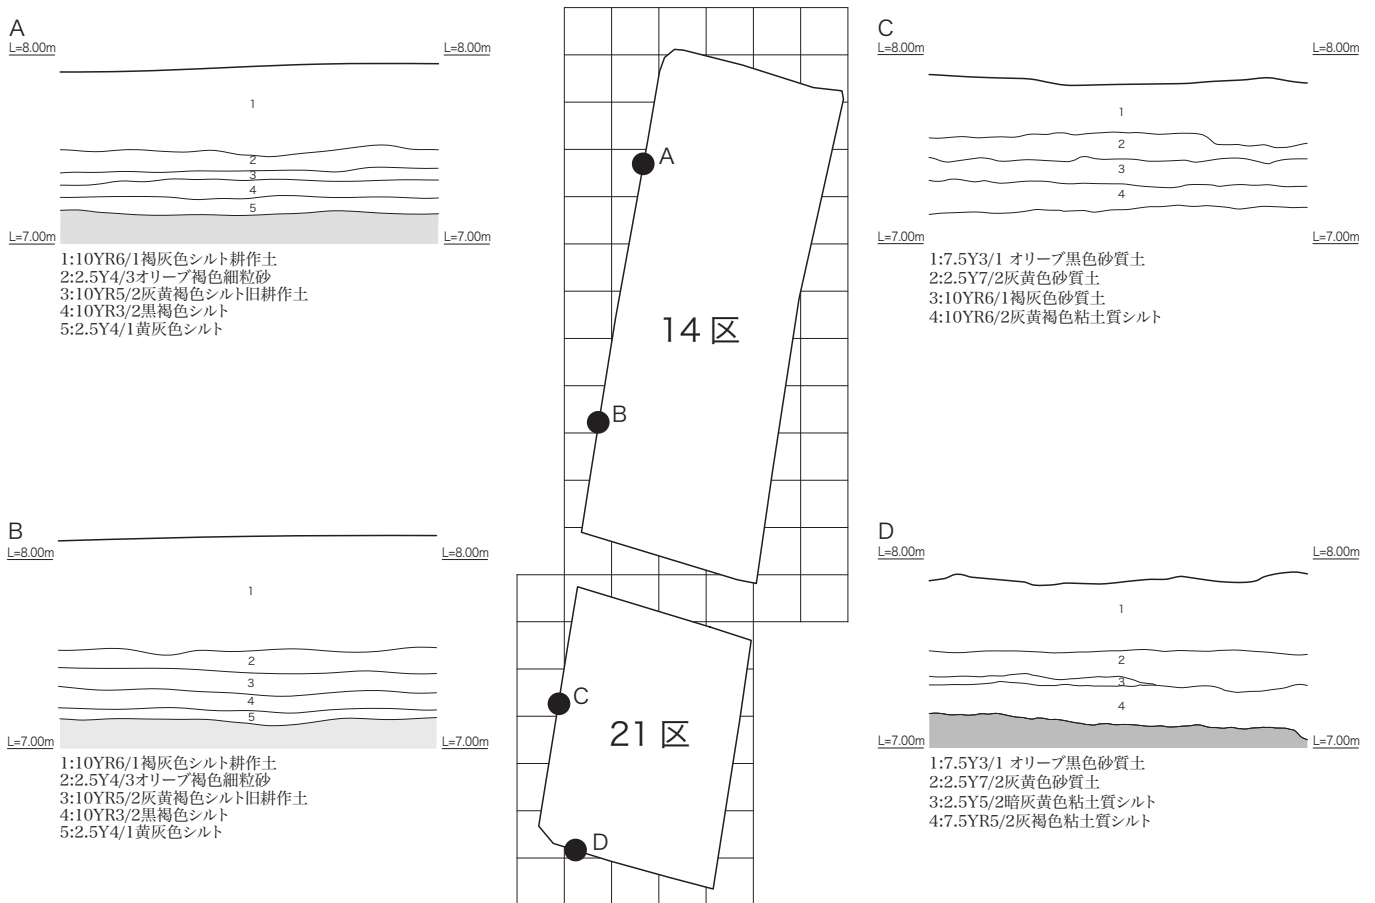 A
L=8.00m
L=8.00m
1
2
3
4
5
L=7.00m
L=7.00m
1:10YR6/1褐灰色シルト耕作土
2:2.5Y4/3オリーブ褐色細粒砂
3:10YR5/2灰黄褐色シルト旧耕作土
4:10YR3/2黒褐色シルト
5:2.5Y4/1黄灰色シルト
B
L=8.00m
L=8.00m
1
2
3
4
5
L=7.00m
L=7.00m
1:10YR6/1褐灰色シルト耕作土
2:2.5Y4/3オリーブ褐色細粒砂
3:10YR5/2灰黄褐色シルト旧耕作土
4:10YR3/2黒褐色シルト
5:2.5Y4/1黄灰色シルト
A
14 区
B
C
21 区
D
C
L=8.00m
L=8.00m
1
2
3
4
L=7.00m
L=7.00m
1:7.5Y3/1 オリーブ黒色砂質土
2:2.5Y7/2灰黄色砂質土
3:10YR6/1褐灰色砂質土
4:10YR6/2灰黄褐色粘土質シルト
D
L=8.00m
L=8.00m
1
2
3
4
L=7.00m
L=7.00m
1:7.5Y3/1 オリーブ黒色砂質土
2:2.5Y7/2灰黄色砂質土
3:2.5Y5/2暗灰黄色粘土質シルト
4:7.5YR5/2灰褐色粘土質シルト